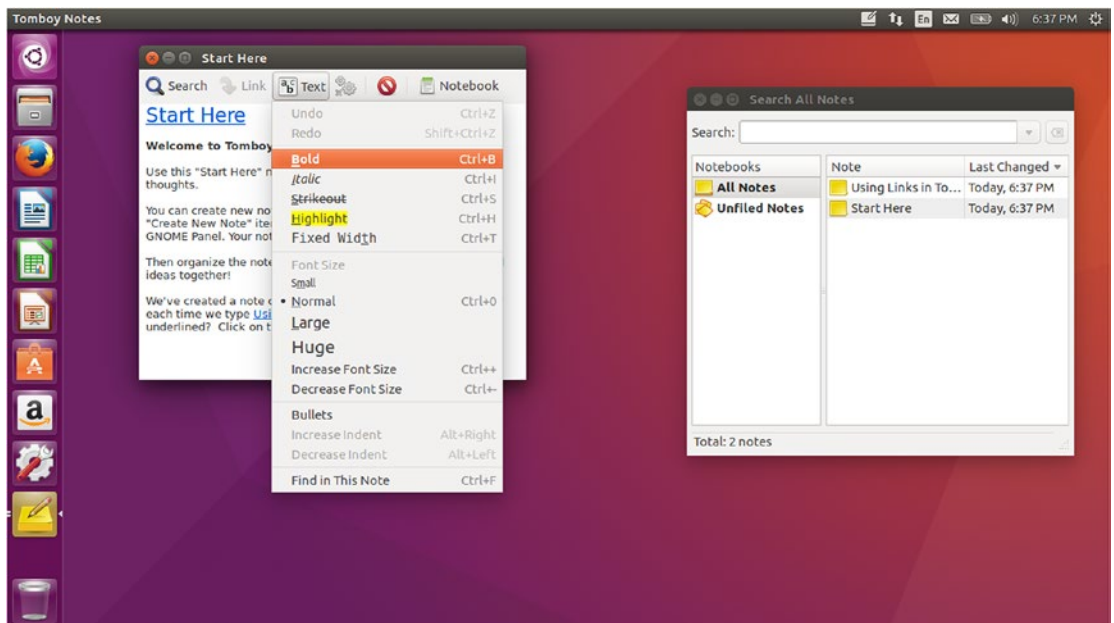 Tomboy Notes
En
6:37 PM
Start Here
Search Link Text Notebook
Start Here
Welcome to Tomboy
Use this "Start Here" n
thoughts.
You can create new no
"Create New Note" ite
GNOME Panel. Your not
Then organize the note
ideas together!
We've created a note c
each time we type Usi
underlined? Click on t
Undo Ctrl+Z
Redo Shift+Ctrl+Z
Bold Ctrl+B
Italic Ctrl+I
Strikeout Ctrl+S
Highlight Ctrl+H
Fixed Width Ctrl+T
Font Size
Small
• Normal Ctrl+0
Large
Huge
Increase Font Size Ctrl++
Decrease Font Size Ctrl+-
Bullets
Increase Indent Alt+Right
Decrease Indent Alt+Left
Find in This Note Ctrl+F
Search All Notes
Search:
Notebooks Note Last Changed
All Notes Using Links in To... Today, 6:37 PM
Unfiled Notes Start Here Today, 6:37 PM
Total: 2 notes